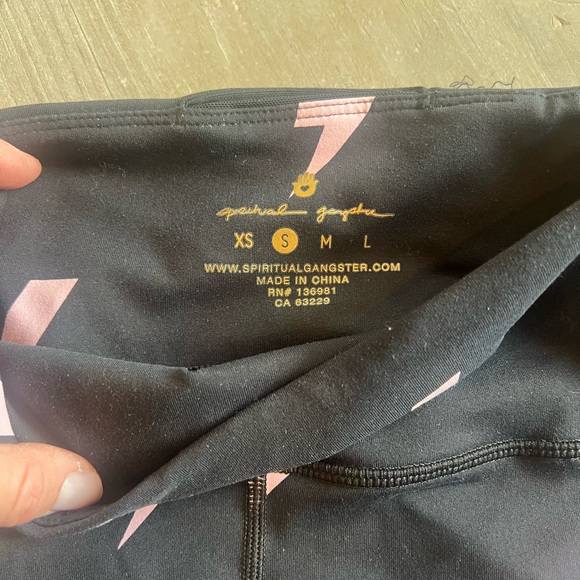 spiritual gangster
XS S M L
WWW.SPIRITUALGANGSTER.COM
MADE IN CHINA
RN# 136981
CA 63229